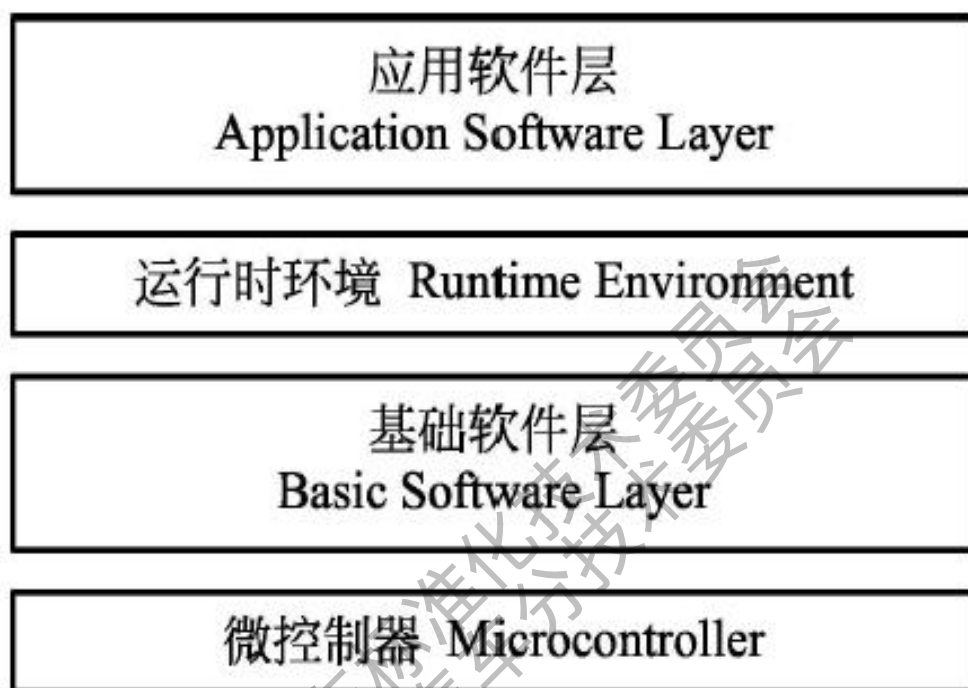 应用软件层
Application Software Layer
运行时环境 Runtime Environment
基础软件层
Basic Software Layer
微控制器 Microcontroller